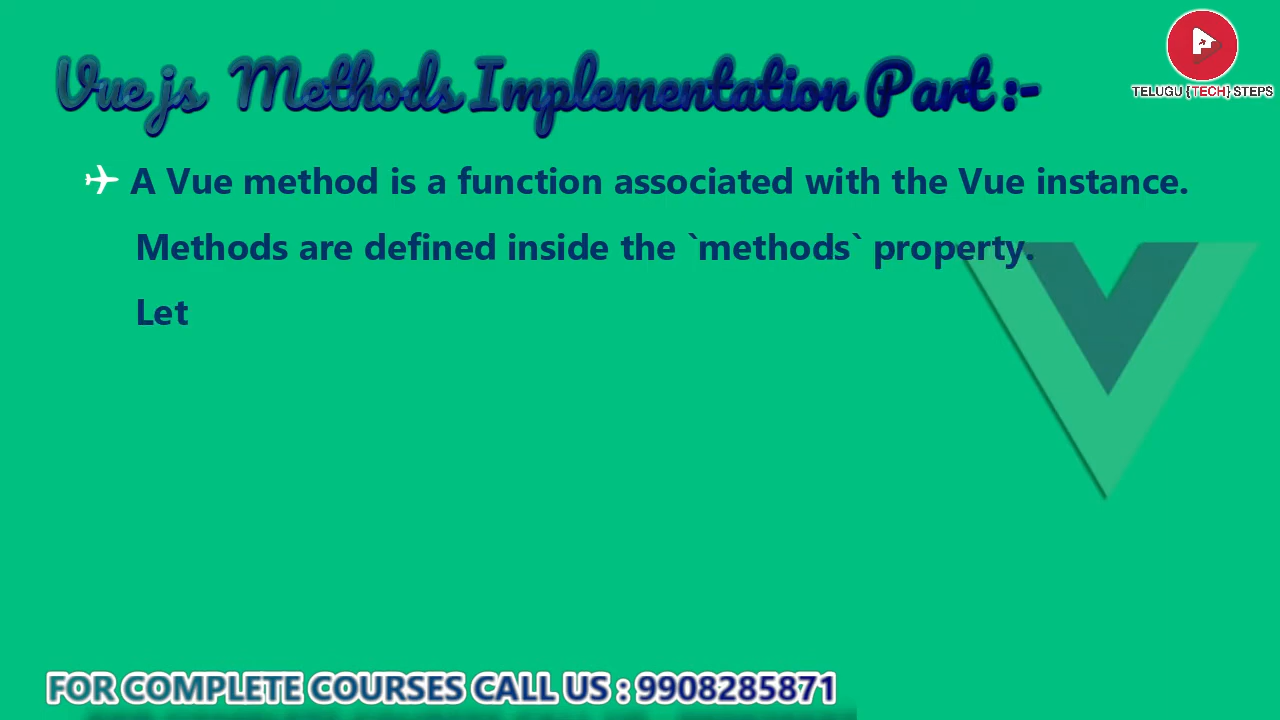 Vue js Methods Implementation Part :-
TELUGU {TECH} STEPS
A Vue method is a function associated with the Vue instance.
Methods are defined inside the `methods` property.
Let
FOR COMPLETE COURSES CALL US : 9908285871